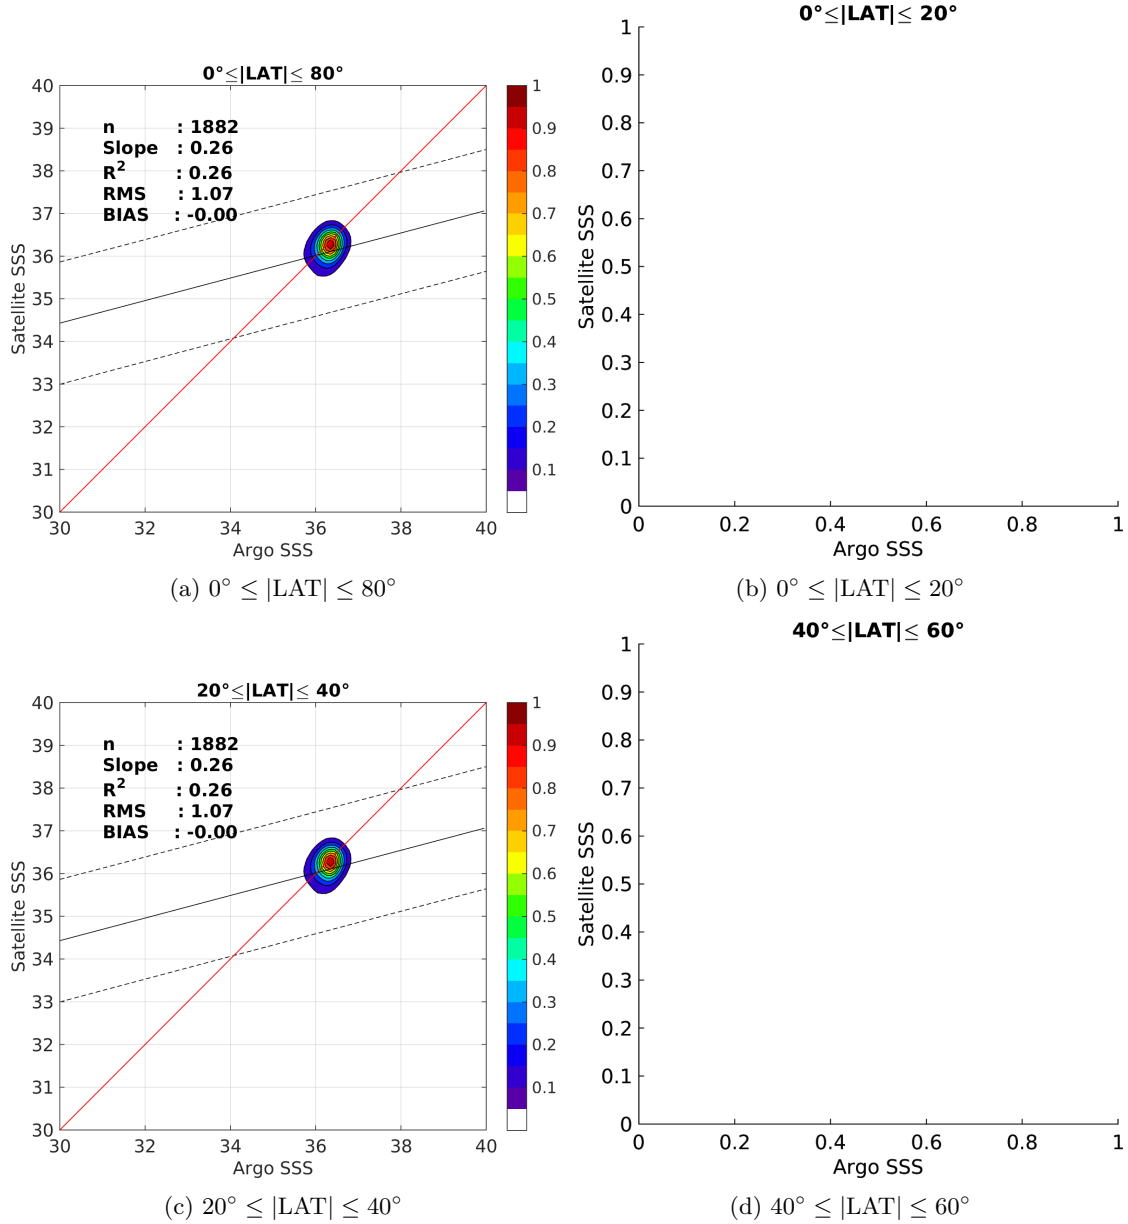 0°≤|LAT|≤ 80°
40
39
38
37
36
35
34
33
32
31
30
30 32 34 36 38 40
Satellite SSS
Argo SSS
n : 1882
Slope : 0.26
R² : 0.26
RMS : 1.07
BIAS : -0.00
1
0.9
0.8
0.7
0.6
0.5
0.4
0.3
0.2
0.1
(a) 0° ≤ |LAT| ≤ 80°
0°≤|LAT|≤ 20°
1
0.9
0.8
0.7
0.6
0.5
0.4
0.3
0.2
0.1
0
0 0.2 0.4 0.6 0.8 1
Satellite SSS
Argo SSS
(b) 0° ≤ |LAT| ≤ 20°
20°≤|LAT|≤ 40°
40
39
38
37
36
35
34
33
32
31
30
30 32 34 36 38 40
Satellite SSS
Argo SSS
n : 1882
Slope : 0.26
R² : 0.26
RMS : 1.07
BIAS : -0.00
1
0.9
0.8
0.7
0.6
0.5
0.4
0.3
0.2
0.1
(c) 20° ≤ |LAT| ≤ 40°
40°≤|LAT|≤ 60°
1
0.9
0.8
0.7
0.6
0.5
0.4
0.3
0.2
0.1
0
0 0.2 0.4 0.6 0.8 1
Satellite SSS
Argo SSS
(d) 40° ≤ |LAT| ≤ 60°